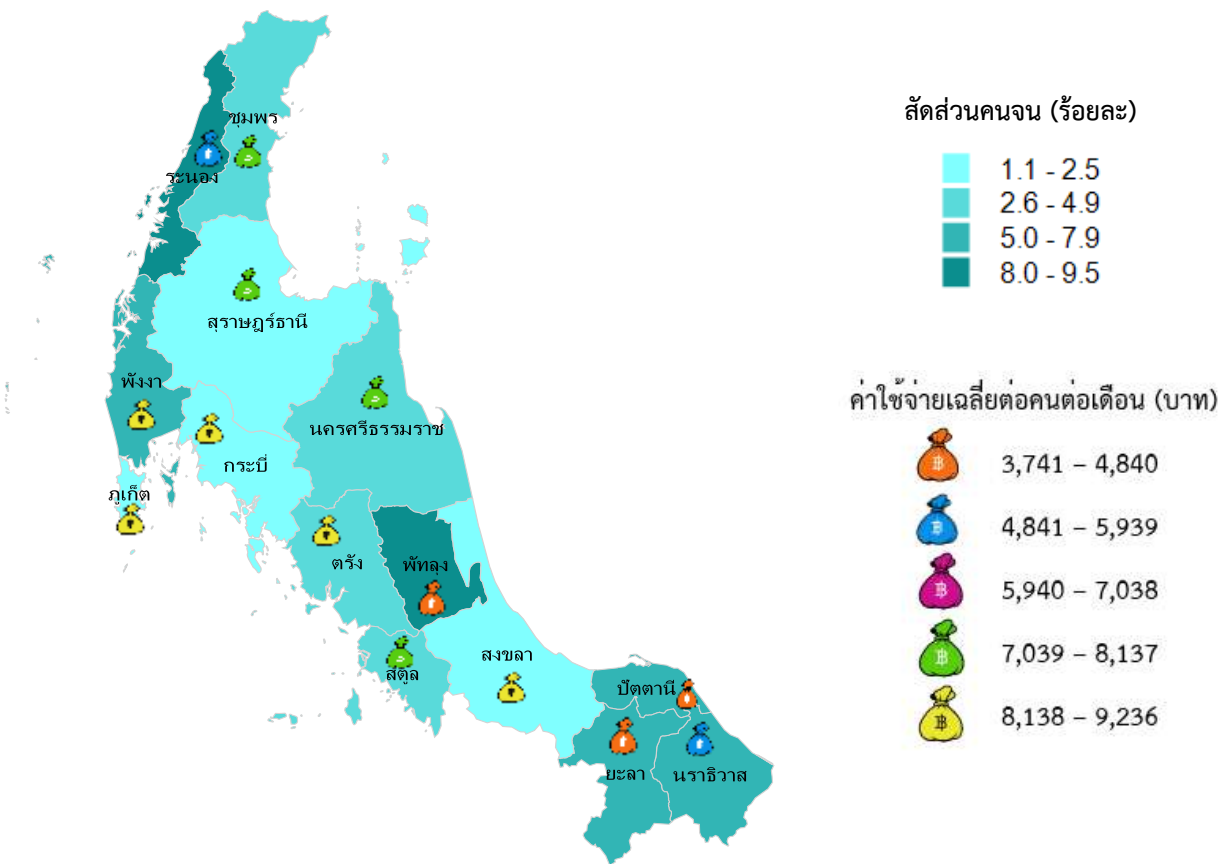 ชุมพร
ระนอง
สุราษฎร์ธานี
พังงา
นครศรีธรรมราช
กระบี่
ภูเก็ต
ตรัง
พัทลุง
สงขลา
สตูล
ปัตตานี
ยะลา
นราธิวาส
สัดส่วนคนจน (ร้อยละ)
1.1 - 2.5
2.6 - 4.9
5.0 - 7.9
8.0 - 9.5
ค่าใช้จ่ายเฉลี่ยต่อคนต่อเดือน (บาท)
3,741 – 4,840
4,841 – 5,939
5,940 – 7,038
7,039 – 8,137
8,138 – 9,236